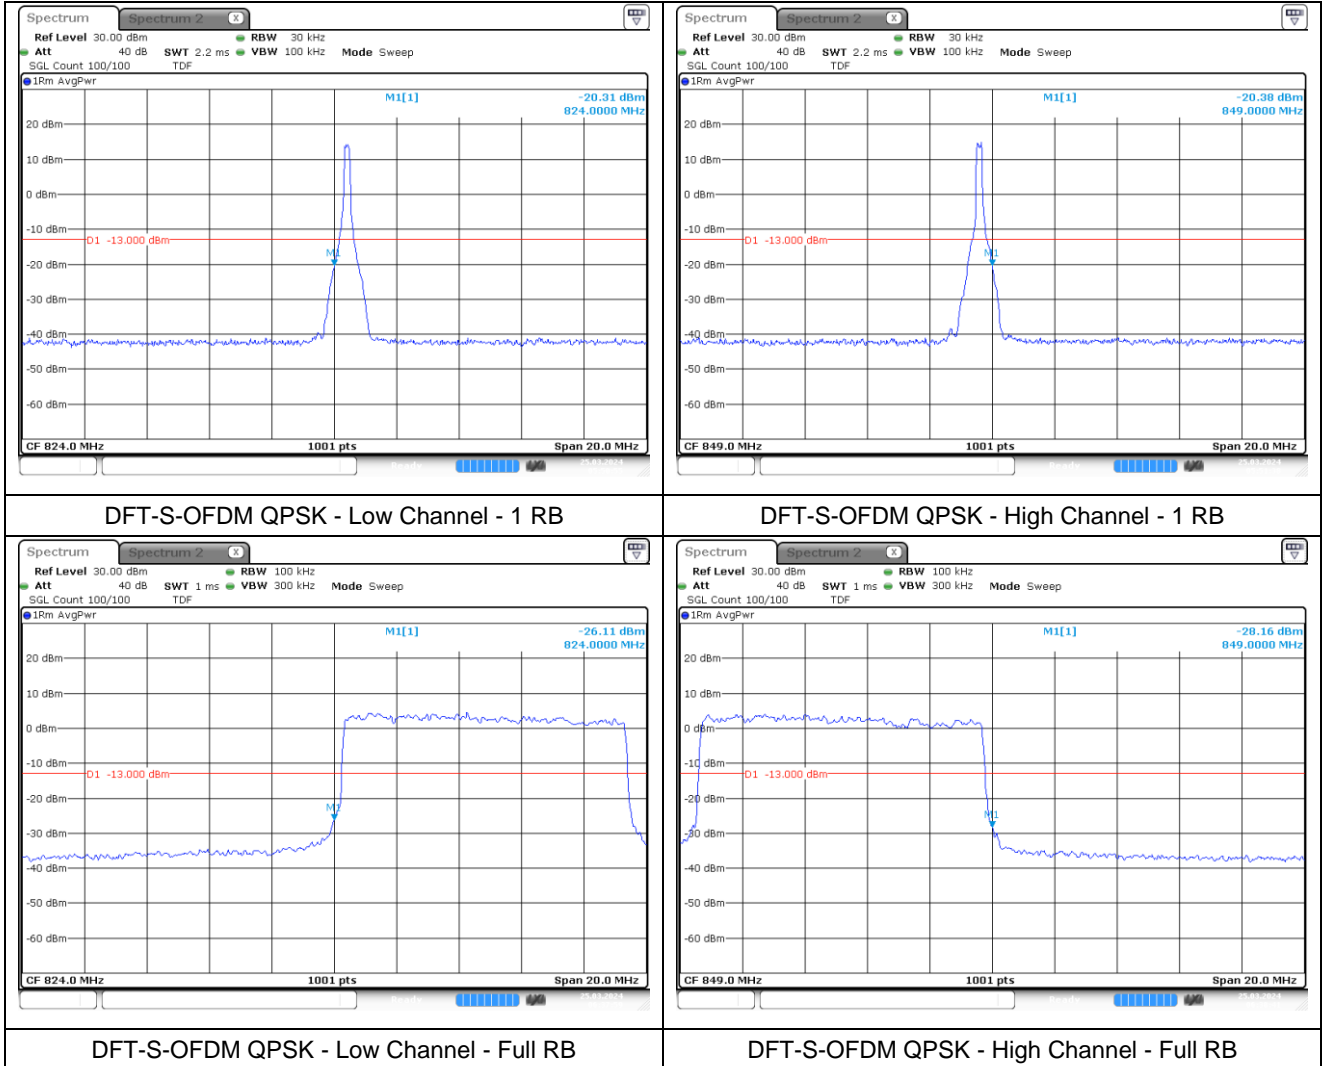 Spectrum Spectrum 2 X
Ref Level 30.00 dBm RBW 30 kHz
Att 40 dB SWT 2.2 ms VBW 100 kHz Mode Sweep
SGL Count 100/100 TDF
1Rm AvgPwr
M1[1] -20.31 dBm
824.0000 MHz
20 dBm
10 dBm
0 dBm
-10 dBm
D1 -13.000 dBm
M1
-20 dBm
-30 dBm
-40 dBm
-50 dBm
-60 dBm
CF 824.0 MHz 1001 pts Span 20.0 MHz
Ready 25.03.2024
DFT-S-OFDM QPSK - Low Channel - 1 RB
Spectrum Spectrum 2 X
Ref Level 30.00 dBm RBW 30 kHz
Att 40 dB SWT 2.2 ms VBW 100 kHz Mode Sweep
SGL Count 100/100 TDF
1Rm AvgPwr
M1[1] -20.38 dBm
849.0000 MHz
20 dBm
10 dBm
0 dBm
-10 dBm
D1 -13.000 dBm
M1
-20 dBm
-30 dBm
-40 dBm
-50 dBm
-60 dBm
CF 849.0 MHz 1001 pts Span 20.0 MHz
Ready 25.03.2024
DFT-S-OFDM QPSK - High Channel - 1 RB
Spectrum Spectrum 2 X
Ref Level 30.00 dBm RBW 100 kHz
Att 40 dB SWT 1 ms VBW 300 kHz Mode Sweep
SGL Count 100/100 TDF
1Rm AvgPwr
M1[1] -26.11 dBm
824.0000 MHz
20 dBm
10 dBm
0 dBm
-10 dBm
D1 -13.000 dBm
-20 dBm
M1
-30 dBm
-40 dBm
-50 dBm
-60 dBm
CF 824.0 MHz 1001 pts Span 20.0 MHz
Ready 25.03.2024
DFT-S-OFDM QPSK - Low Channel - Full RB
Spectrum Spectrum 2 X
Ref Level 30.00 dBm RBW 100 kHz
Att 40 dB SWT 1 ms VBW 300 kHz Mode Sweep
SGL Count 100/100 TDF
1Rm AvgPwr
M1[1] -28.16 dBm
849.0000 MHz
20 dBm
10 dBm
0 dBm
-10 dBm
D1 -13.000 dBm
-20 dBm
M1
-30 dBm
-40 dBm
-50 dBm
-60 dBm
CF 849.0 MHz 1001 pts Span 20.0 MHz
Ready 25.03.2024
DFT-S-OFDM QPSK - High Channel - Full RB